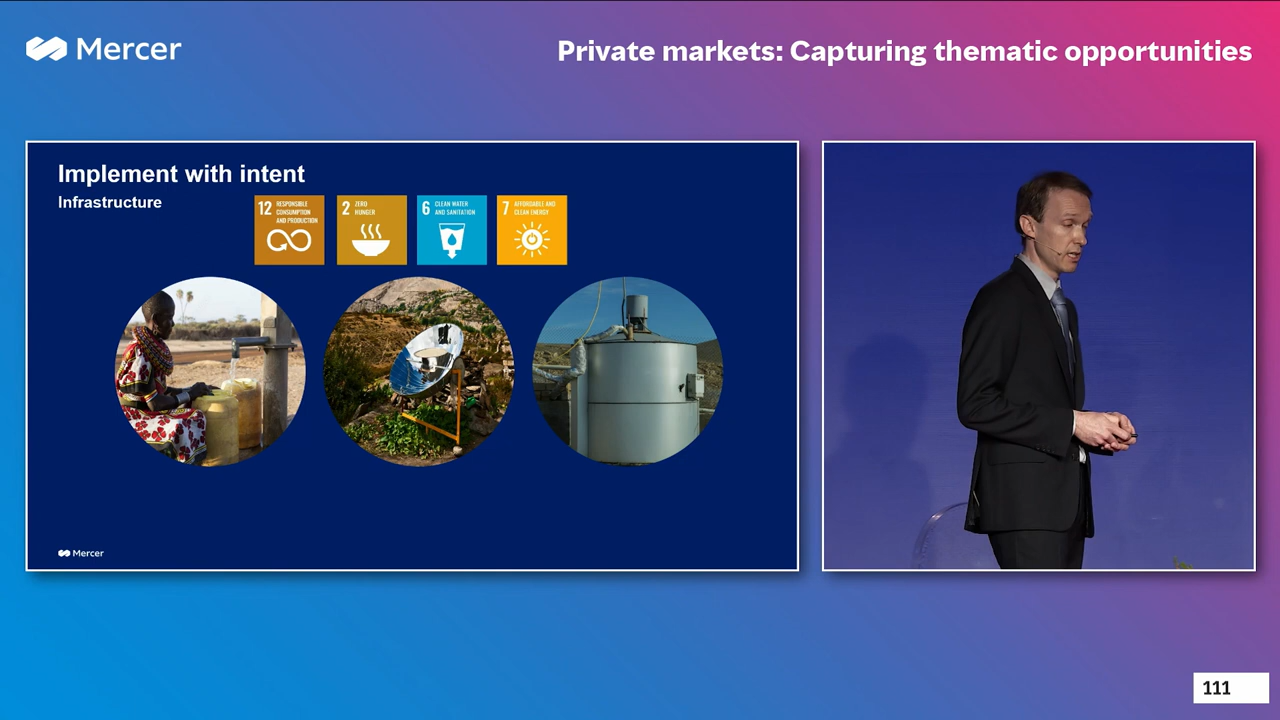 Mercer
Private markets: Capturing thematic opportunities
Implement with intent
Infrastructure
12 RESPONSIBLE
CONSUMPTION
AND PRODUCTION
2 ZERO
HUNGER
6 CLEAN WATER
AND SANITATION
7 AFFORDABLE AND
CLEAN ENERGY
Mercer
111